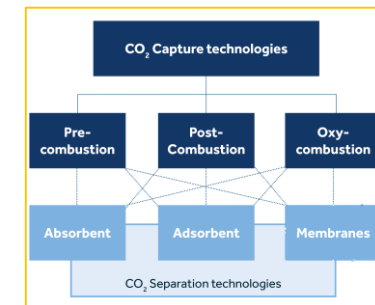 CO₂ Capture technologies
Pre-
combustion
Post-
Combustion
Oxy-
combustion
Absorbent
Adsorbent
Membranes
CO₂ Separation technologies